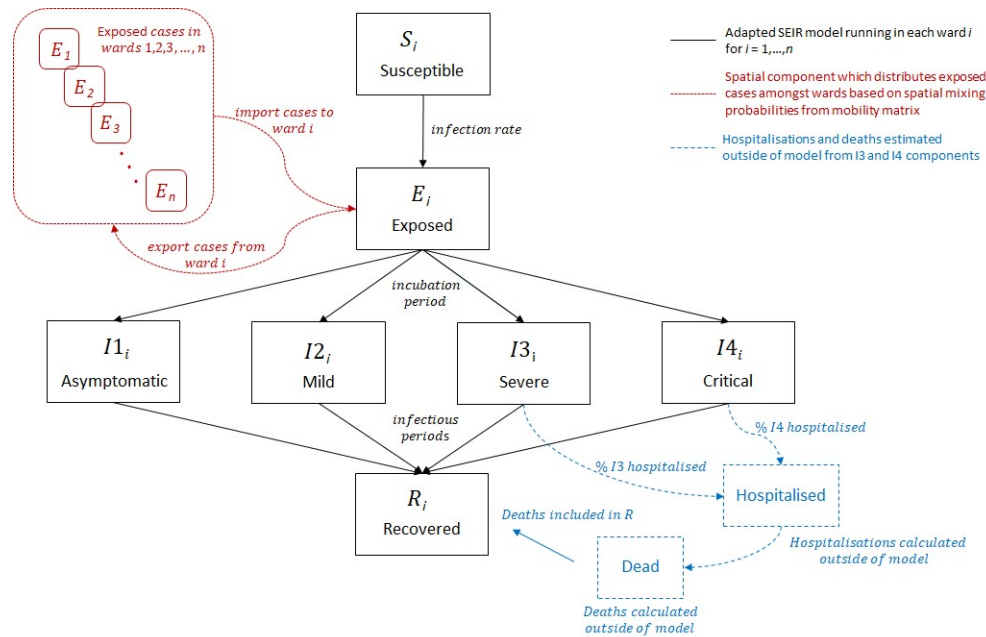 Exposed cases in
wards 1,2,3, …, n
E1
E2
E3
. . .
En
import cases to
ward i
export cases from
ward i
Si
Susceptible
infection rate
Ei
Exposed
incubation
period
I1i
Asymptomatic
I2i
Mild
I3i
Severe
I4i
Critical
infectious
periods
% I4 hospitalised
% I3 hospitalised
Ri
Recovered
Hospitalised
Deaths included in R
Hospitalisations calculated
outside of model
Dead
Deaths calculated
outside of model
Adapted SEIR model running in each ward i
for i = 1,…,n
Spatial component which distributes exposed
cases amongst wards based on spatial mixing
probabilities from mobility matrix
Hospitalisations and deaths estimated
outside of model from I3 and I4 components